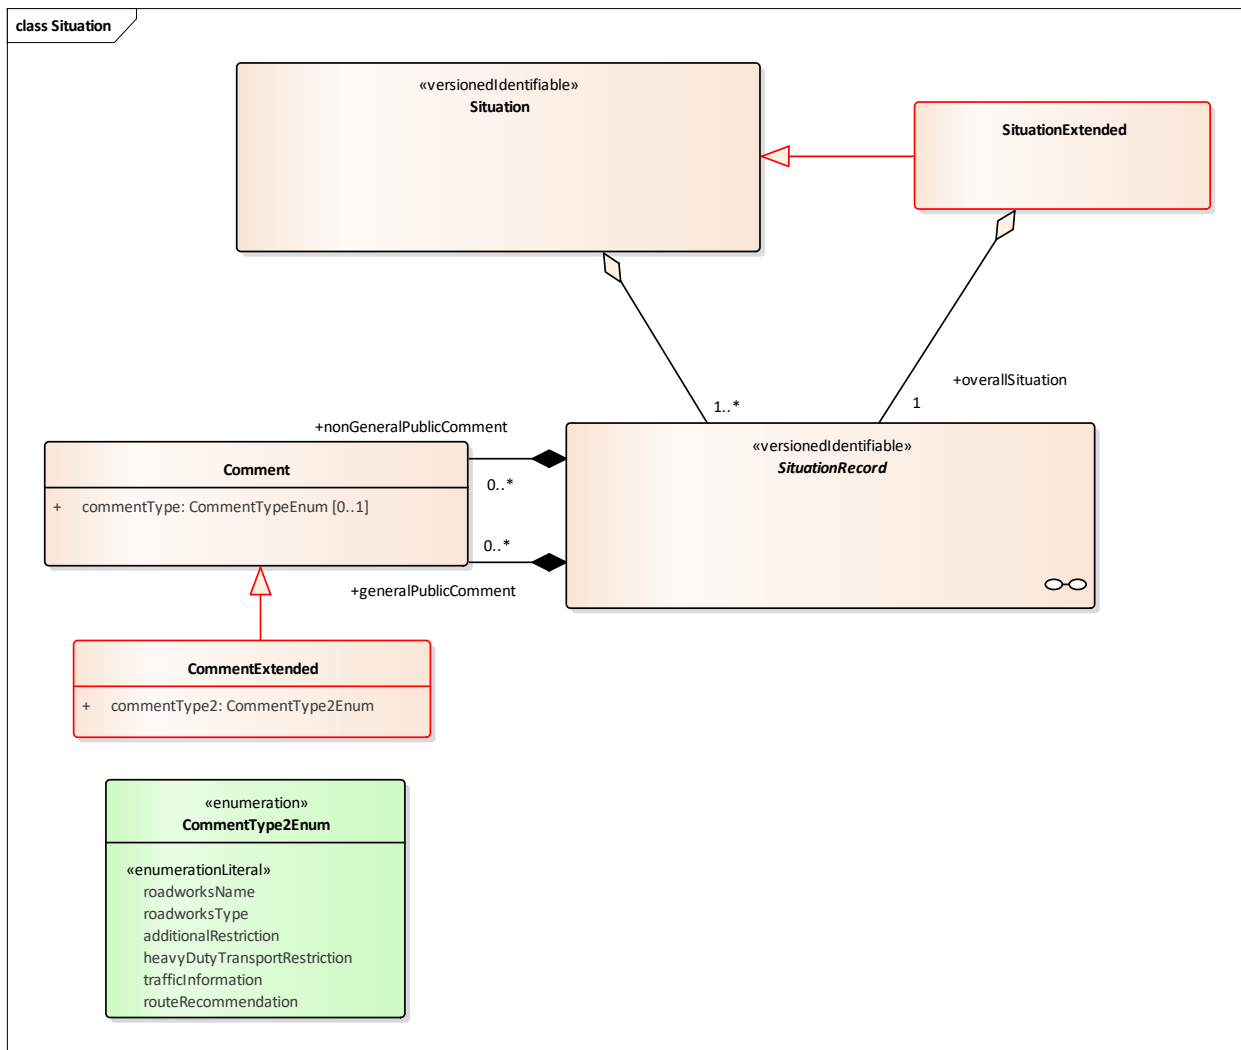 class Situation
«versionedIdentifiable»
Situation
SituationExtended
+overallSituation
1..*
1
+nonGeneralPublicComment
«versionedIdentifiable»
SituationRecord
Comment
0..*
+ commentType: CommentTypeEnum [0..1]
0..*
+generalPublicComment
CommentExtended
+ commentType2: CommentType2Enum
«enumeration»
CommentType2Enum
«enumerationLiteral»
roadworksName
roadworksType
additionalRestriction
heavyDutyTransportRestriction
trafficInformation
routeRecommendation